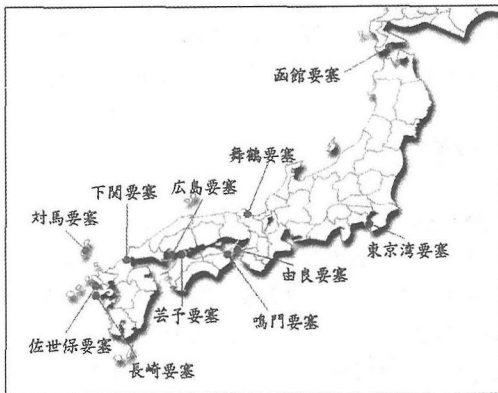 函館要塞
舞鶴要塞
広島要塞
下関要塞
対馬要塞
東京湾要塞
由良要塞
鳴門要塞
芸予要塞
佐世保要塞
長崎要塞